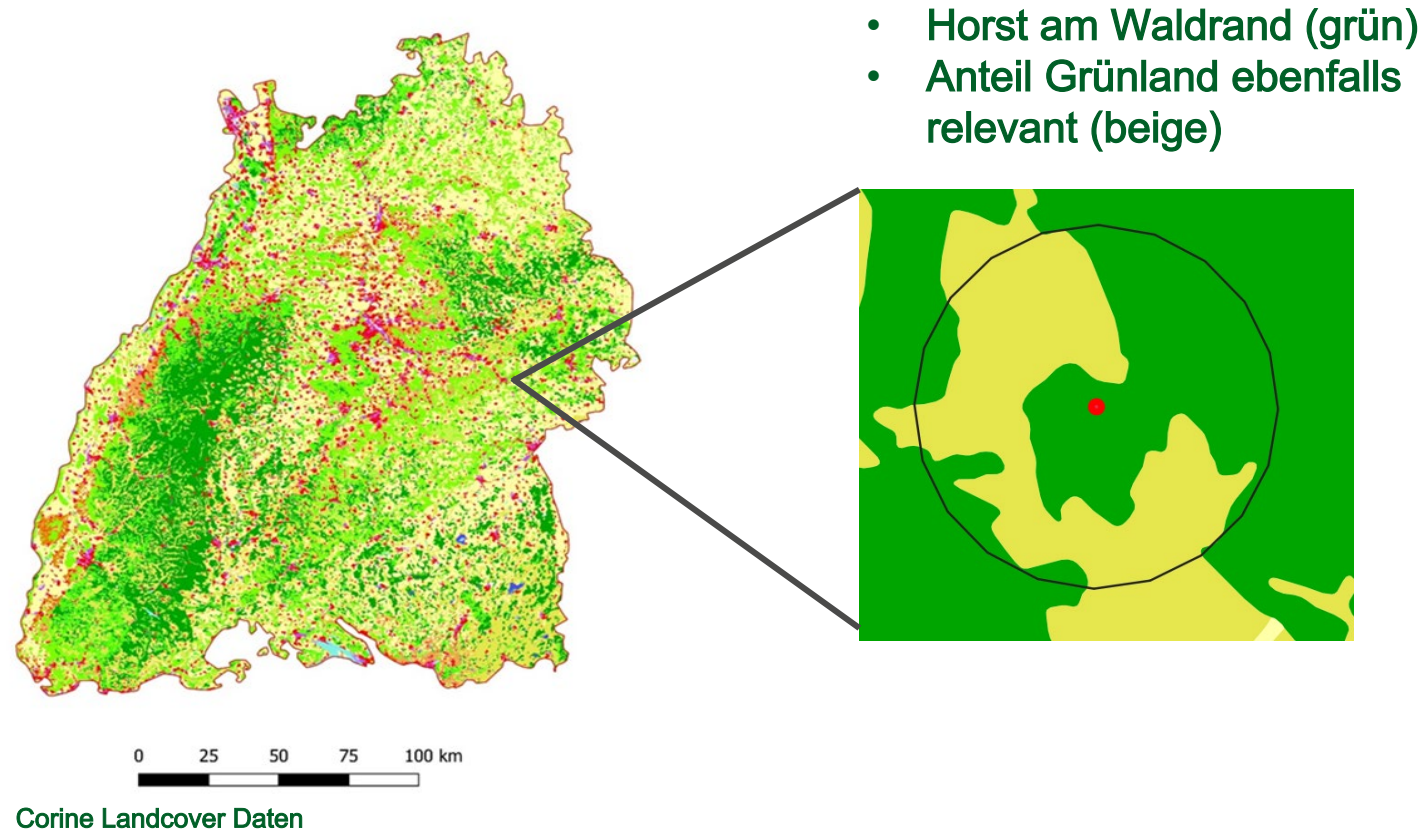 • Horst am Waldrand (grün)
• Anteil Grünland ebenfalls
relevant (beige)
0 25 50 75 100 km
Corine Landcover Daten